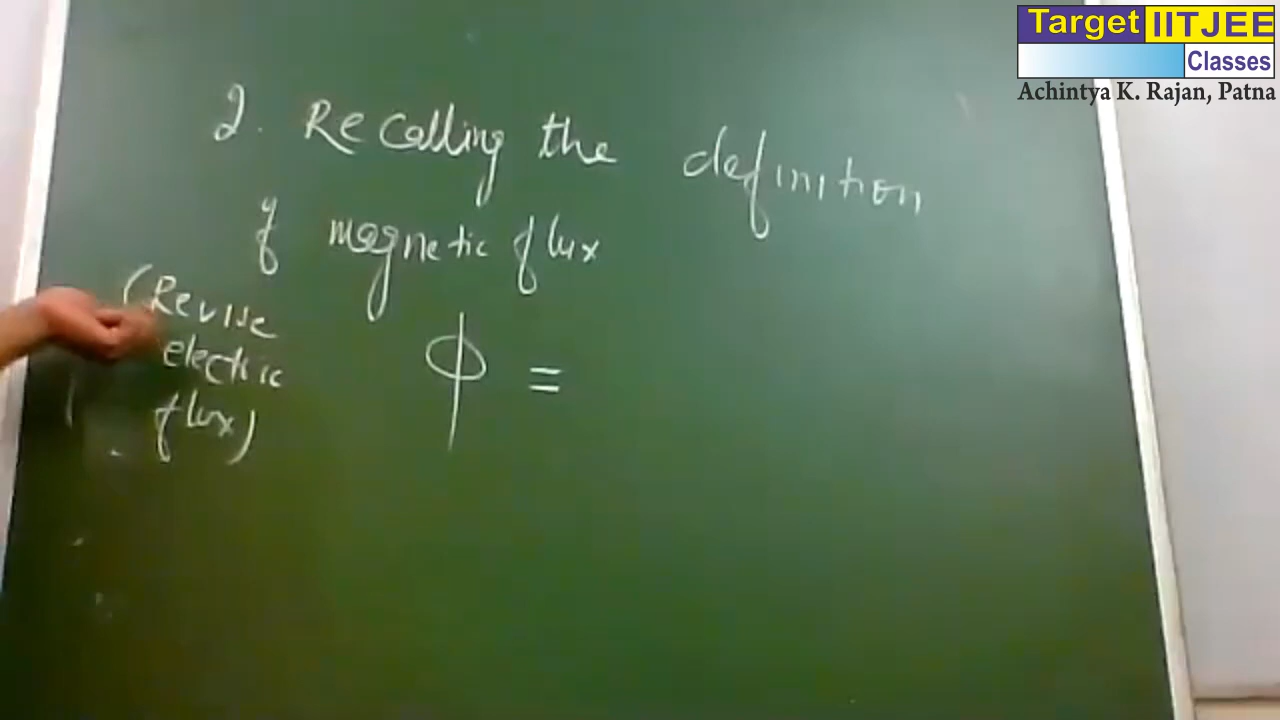 Target IITJEE
Classes
Achintya K. Rajan, Patna
2. Recalling the definition
of magnetic flux
(Revise
electric
flux)
ϕ =